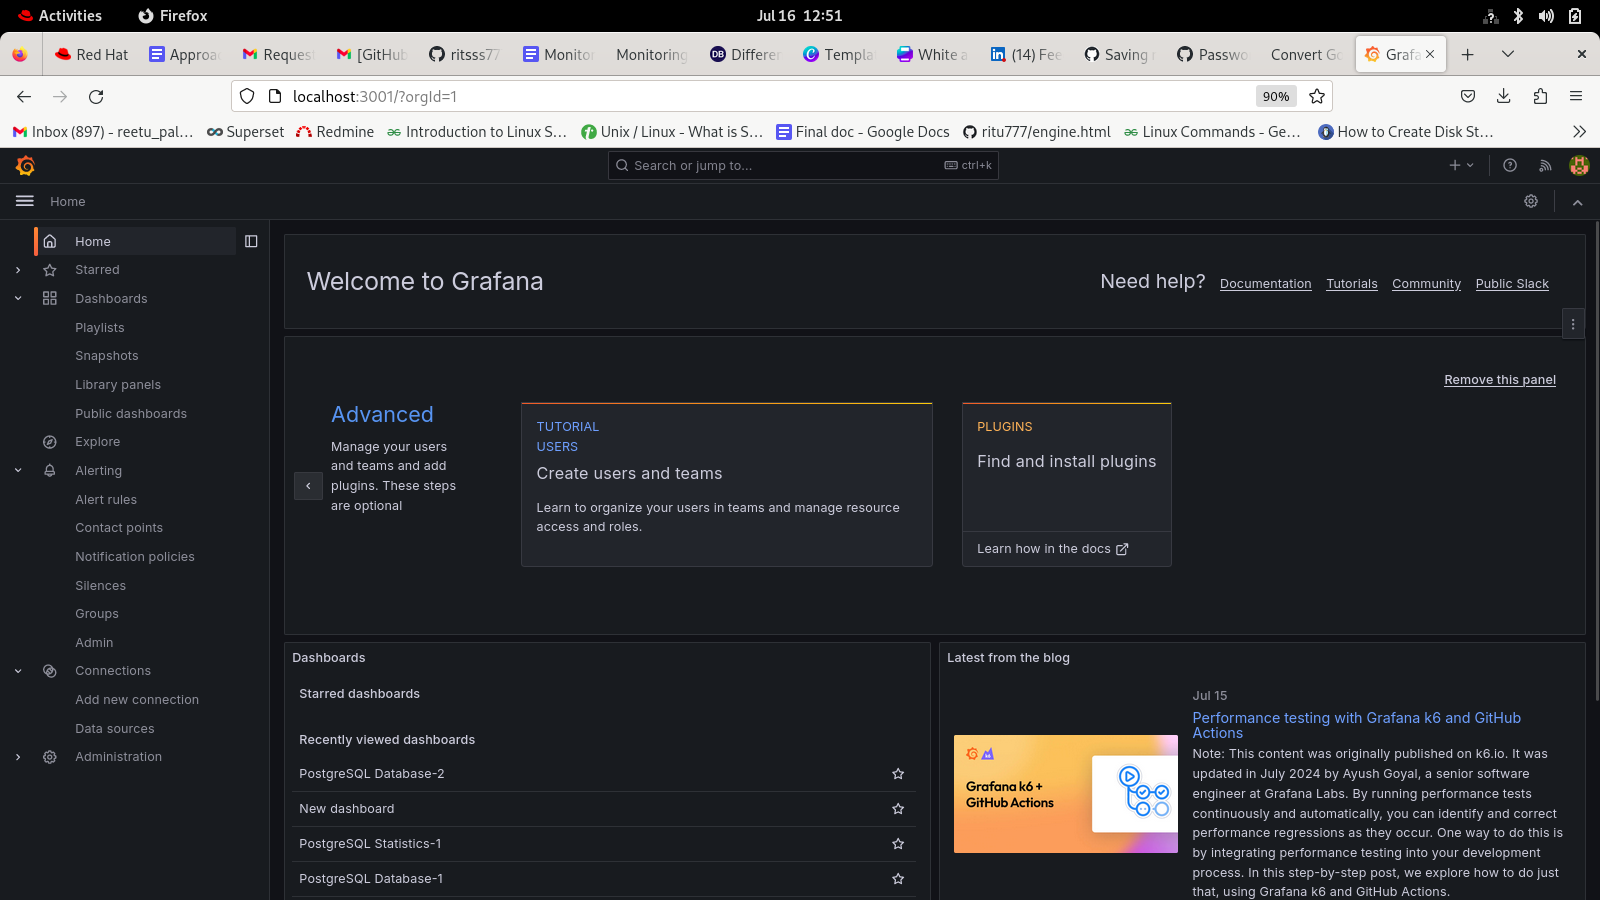 Activities
Firefox
Jul 16 12:51
Red Hat
Approa
Request
[GitHub
ritsss77
Monitor
Monitoring
Differen
Templa
White a
(14) Fee
Saving
Passwo
Convert Go
Grafa
localhost:3001/?orgId=1
90%
Inbox (897) - reetu_pal...
Superset
Redmine
Introduction to Linux S...
Unix / Linux - What is S...
Final doc - Google Docs
ritu777/engine.html
Linux Commands - Ge...
How to Create Disk St...
Search or jump to...
ctrl+k
Home
Home
Starred
Dashboards
Playlists
Snapshots
Library panels
Public dashboards
Explore
Alerting
Alert rules
Contact points
Notification policies
Silences
Groups
Admin
Connections
Add new connection
Data sources
Administration
Welcome to Grafana
Need help?
Documentation
Tutorials
Community
Public Slack
Remove this panel
Advanced
Manage your users
and teams and add
plugins. These steps
are optional
TUTORIAL
USERS
Create users and teams
Learn to organize your users in teams and manage resource
access and roles.
PLUGINS
Find and install plugins
Learn how in the docs
Dashboards
Starred dashboards
Recently viewed dashboards
PostgreSQL Database-2
New dashboard
PostgreSQL Statistics-1
PostgreSQL Database-1
Latest from the blog
Grafana k6 +
GitHub Actions
Jul 15
Performance testing with Grafana k6 and GitHub
Actions
Note: This content was originally published on k6.io. It was
updated in July 2024 by Ayush Goyal, a senior software
engineer at Grafana Labs. By running performance tests
continuously and automatically, you can identify and correct
performance regressions as they occur. One way to do this is
by integrating performance testing into your development
process. In this step-by-step post, we explore how to do just
that, using Grafana k6 and GitHub Actions.